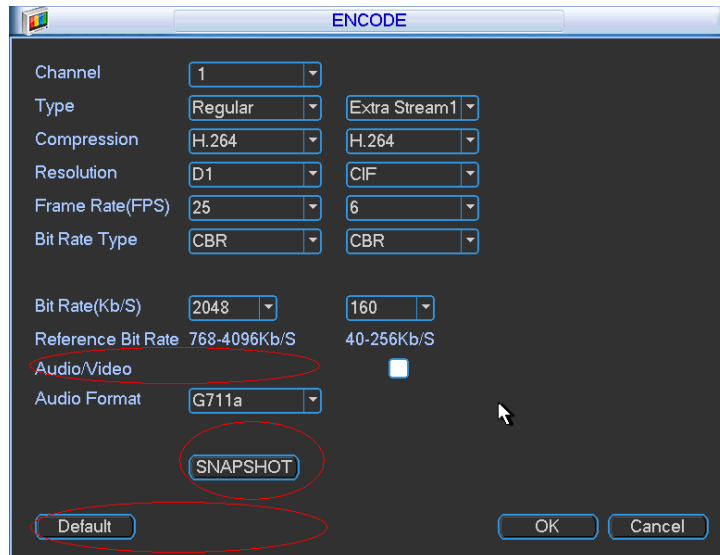 ENCODE
Channel 1
Type Regular Extra Stream1
Compression H.264 H.264
Resolution D1 CIF
Frame Rate(FPS) 25 6
Bit Rate Type CBR CBR
Bit Rate(Kb/S) 2048 160
Reference Bit Rate 768-4096Kb/S 40-256Kb/S
Audio/Video
Audio Format G711a
SNAPSHOT
Default OK Cancel